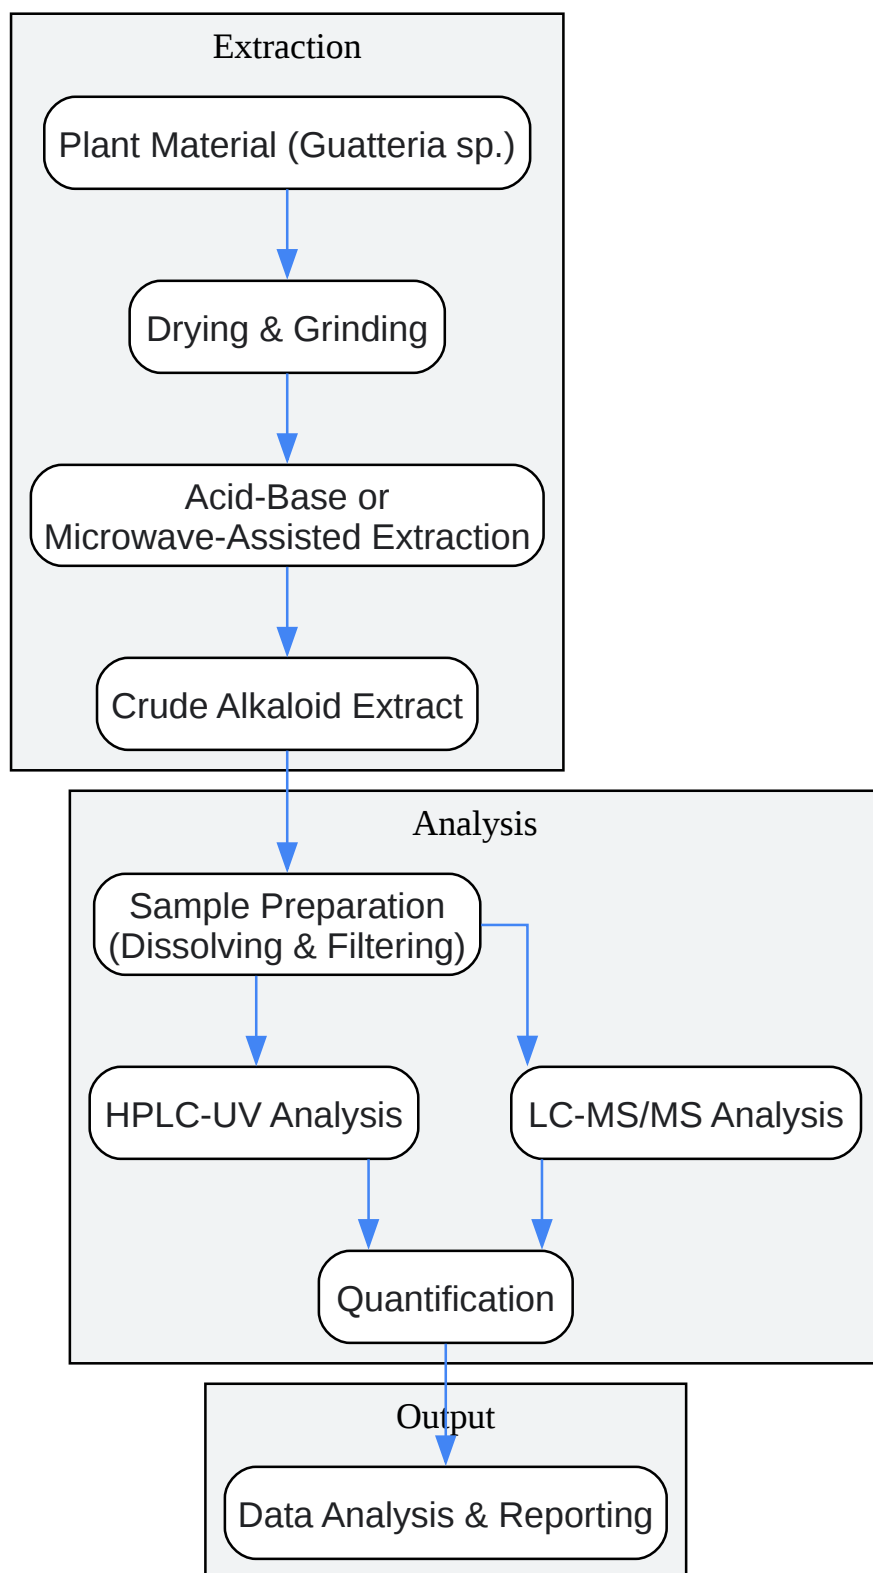 Extraction
Plant Material (Guatteria sp.)
Drying & Grinding
Acid-Base or
Microwave-Assisted Extraction
Crude Alkaloid Extract
Analysis
Sample Preparation
(Dissolving & Filtering)
HPLC-UV Analysis
LC-MS/MS Analysis
Quantification
Output
Data Analysis & Reporting